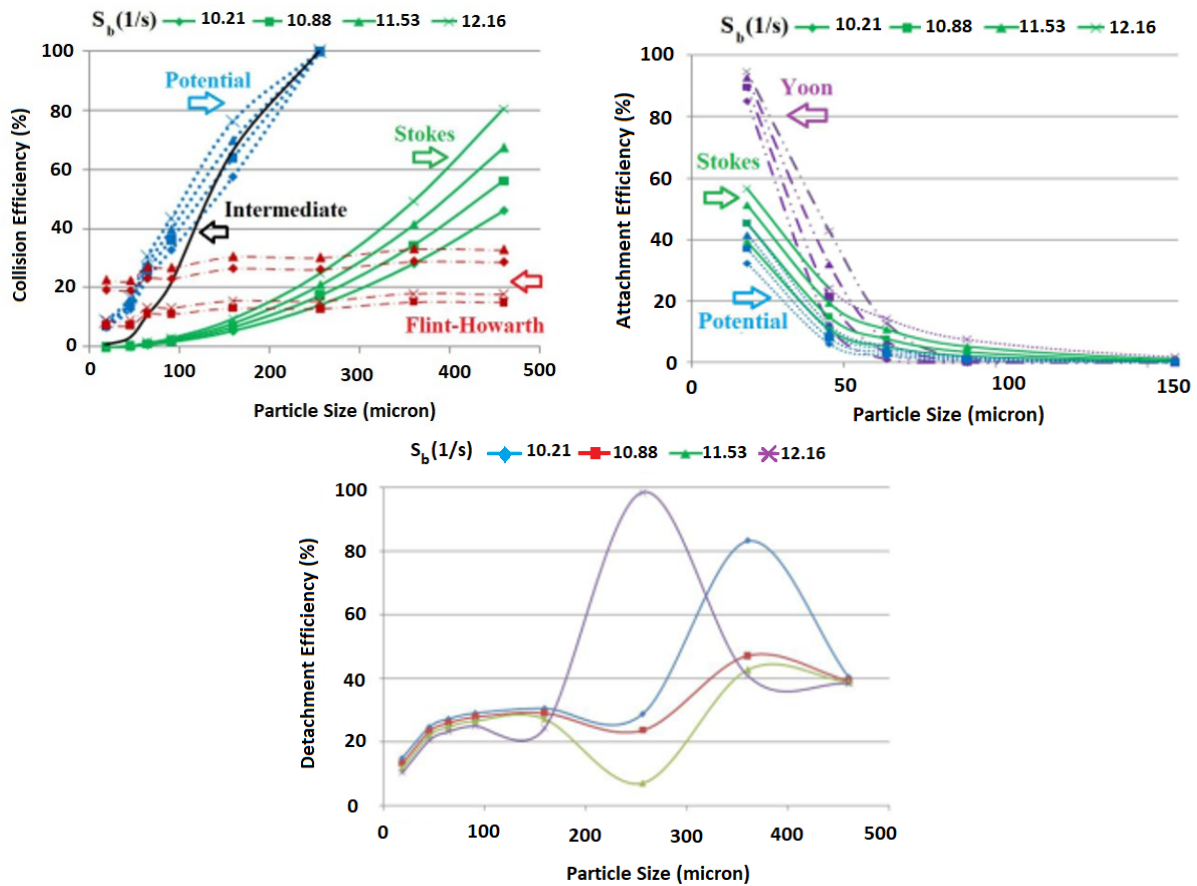 S_b(1/s) 10.21 10.88 11.53 12.16
Collision Efficiency (%)
100
80
60
40
20
0
Potential
Stokes
Intermediate
Flint-Howarth
0 100 200 300 400 500
Particle Size (micron)
S_b(1/s) 10.21 10.88 11.53 12.16
Attachment Efficiency (%)
100
80
60
40
20
0
Yoon
Stokes
Potential
0 50 100 150
Particle Size (micron)
S_b(1/s) 10.21 10.88 11.53 12.16
Detachment Efficiency (%)
100
80
60
40
20
0
0 100 200 300 400 500
Particle Size (micron)